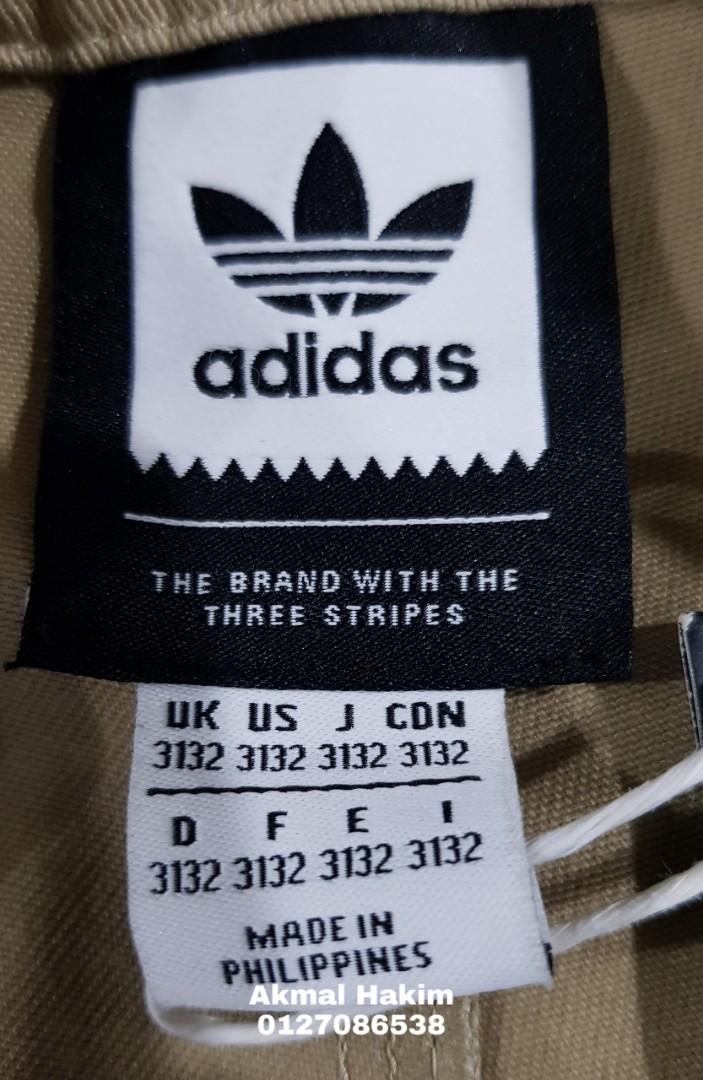 adidas
THE BRAND WITH THE
THREE STRIPES
UK US J CDN
3132 3132 3132 3132
D F E I
3132 3132 3132 3132
MADE IN
PHILIPPINES
Akmal Hakim
0127086538